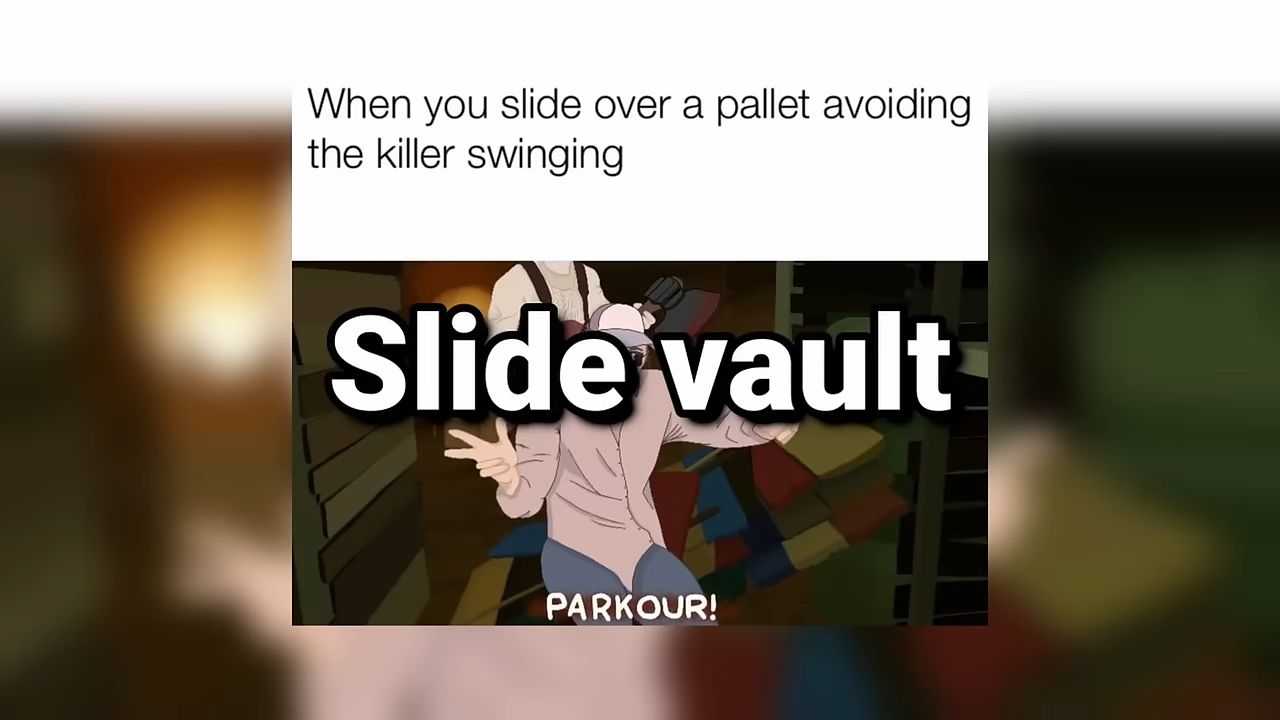 When you slide over a pallet avoiding
the killer swinging
Slide vault
PARKOUR!